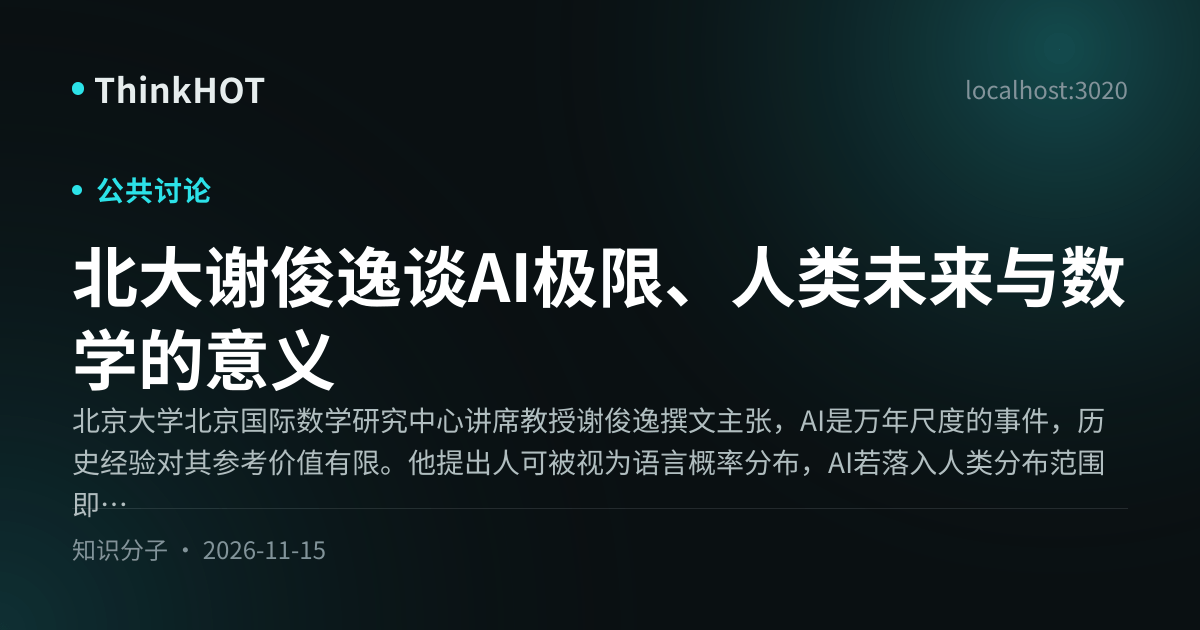 ThinkHOT
localhost:3020
公共讨论
北大谢俊逸谈AI极限、人类未来与数
学的意义
北京大学北京国际数学研究中心讲席教授谢俊逸撰文主张，AI是万年尺度的事件，历
史经验对其参考价值有限。他提出人可被视为语言概率分布，AI若落入人类分布范围
即…
知识分子 · 2026-11-15